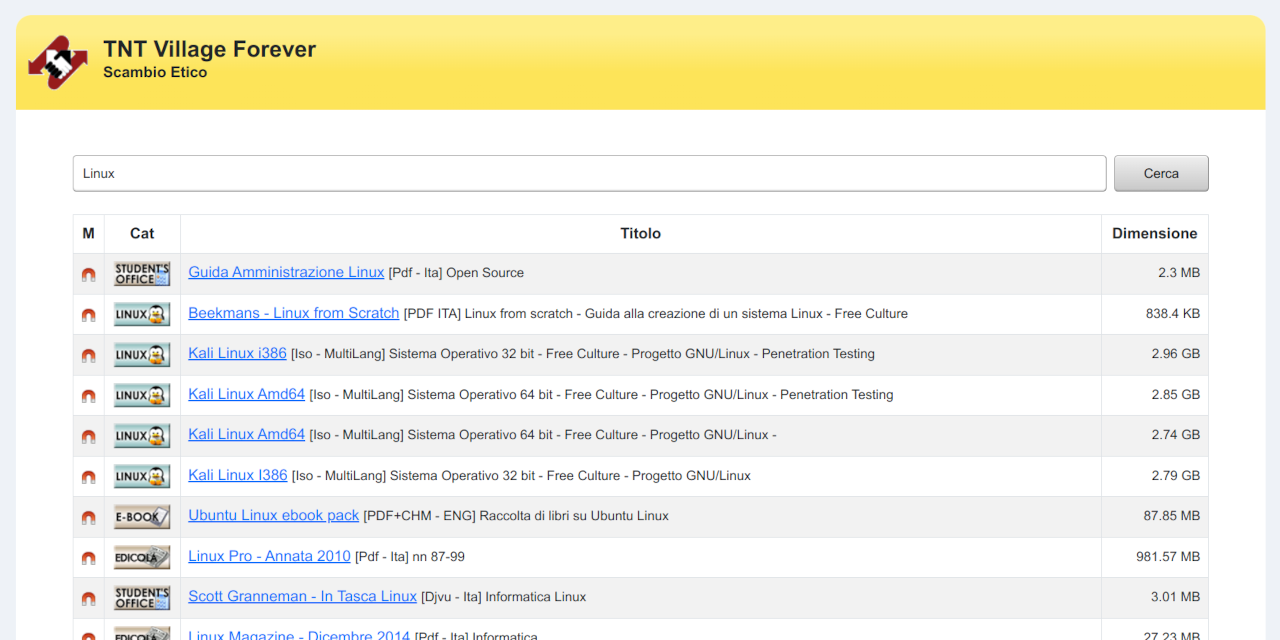 TNT Village Forever
Scambio Etico
Linux
Cerca
M Cat Titolo Dimensione
STUDENT'S OFFICE Guida Amministrazione Linux [Pdf - Ita] Open Source 2.3 MB
LINUX Beekmans - Linux from Scratch [PDF ITA] Linux from scratch - Guida alla creazione di un sistema Linux - Free Culture 838.4 KB
LINUX Kali Linux i386 [Iso - MultiLang] Sistema Operativo 32 bit - Free Culture - Progetto GNU/Linux - Penetration Testing 2.96 GB
LINUX Kali Linux Amd64 [Iso - MultiLang] Sistema Operativo 64 bit - Free Culture - Progetto GNU/Linux - Penetration Testing 2.85 GB
LINUX Kali Linux Amd64 [Iso - MultiLang] Sistema Operativo 64 bit - Free Culture - Progetto GNU/Linux - 2.74 GB
LINUX Kali Linux I386 [Iso - MultiLang] Sistema Operativo 32 bit - Free Culture - Progetto GNU/Linux 2.79 GB
E-BOOK Ubuntu Linux ebook pack [PDF+CHM - ENG] Raccolta di libri su Ubuntu Linux 87.85 MB
EDICOLA Linux Pro - Annata 2010 [Pdf - Ita] nn 87-99 981.57 MB
STUDENT'S OFFICE Scott Granneman - In Tasca Linux [Djvu - Ita] Informatica Linux 3.01 MB
EDICOLA Linux Magazine - Dicembre 2014 [Pdf - Ita] Informatica 27.23 MB